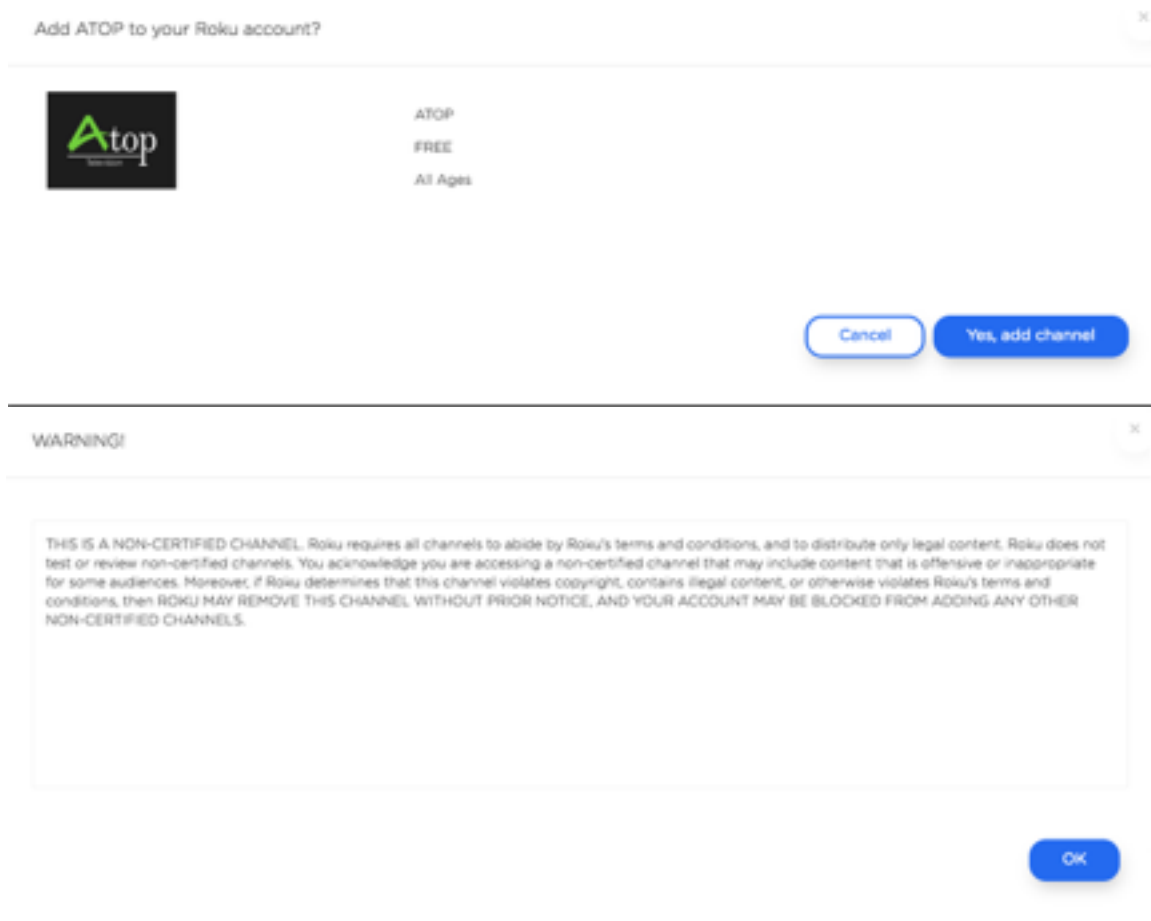 Add ATOP to your Roku account?
Atop
ATOP
FREE
All Ages
Cancel
Yes, add channel
WARNING!
THIS IS A NON-CERTIFIED CHANNEL. Roku requires all channels to abide by Roku's terms and conditions, and to distribute only legal content. Roku does not
test or review non-certified channels. You acknowledge you are accessing a non-certified channel that may include content that is offensive or inappropriate
for some audiences. Moreover, if Roku determines that this channel violates copyright, contains illegal content, or otherwise violates Roku's terms and
conditions, then ROKU MAY REMOVE THIS CHANNEL WITHOUT PRIOR NOTICE, AND YOUR ACCOUNT MAY BE BLOCKED FROM ADDING ANY OTHER
NON-CERTIFIED CHANNELS.
OK